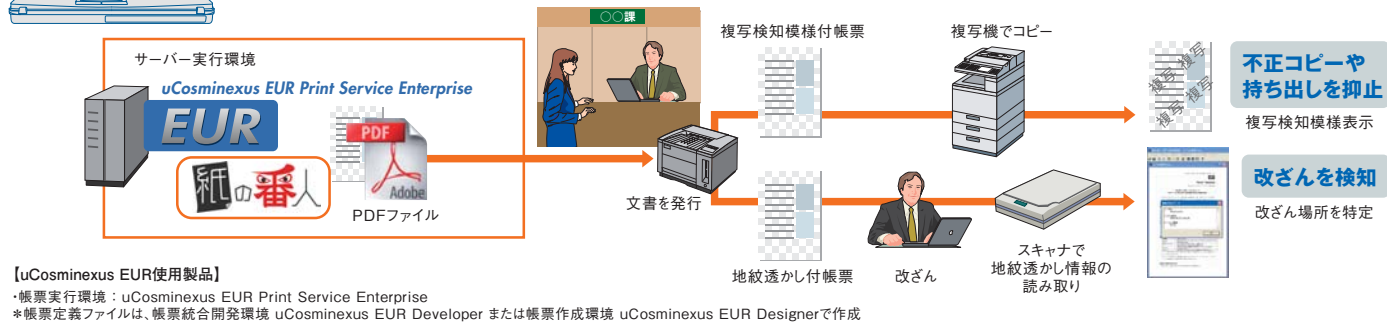 サーバー実行環境
uCosminexus EUR Print Service Enterprise
EUR
紙の番人
PDF
Adobe
PDFファイル
○○課
文書を発行
複写検知模様付帳票
複写機でコピー
複写 複写
複写 複写
不正コピーや
持ち出しを抑止
複写検知模様表示
地紋透かし付帳票
改ざん
スキャナで
地紋透かし情報の
読み取り
改ざんを検知
改ざん場所を特定
【uCosminexus EUR使用製品】
・帳票実行環境：uCosminexus EUR Print Service Enterprise
＊帳票定義ファイルは、帳票統合開発環境 uCosminexus EUR Developer または帳票作成環境 uCosminexus EUR Designerで作成